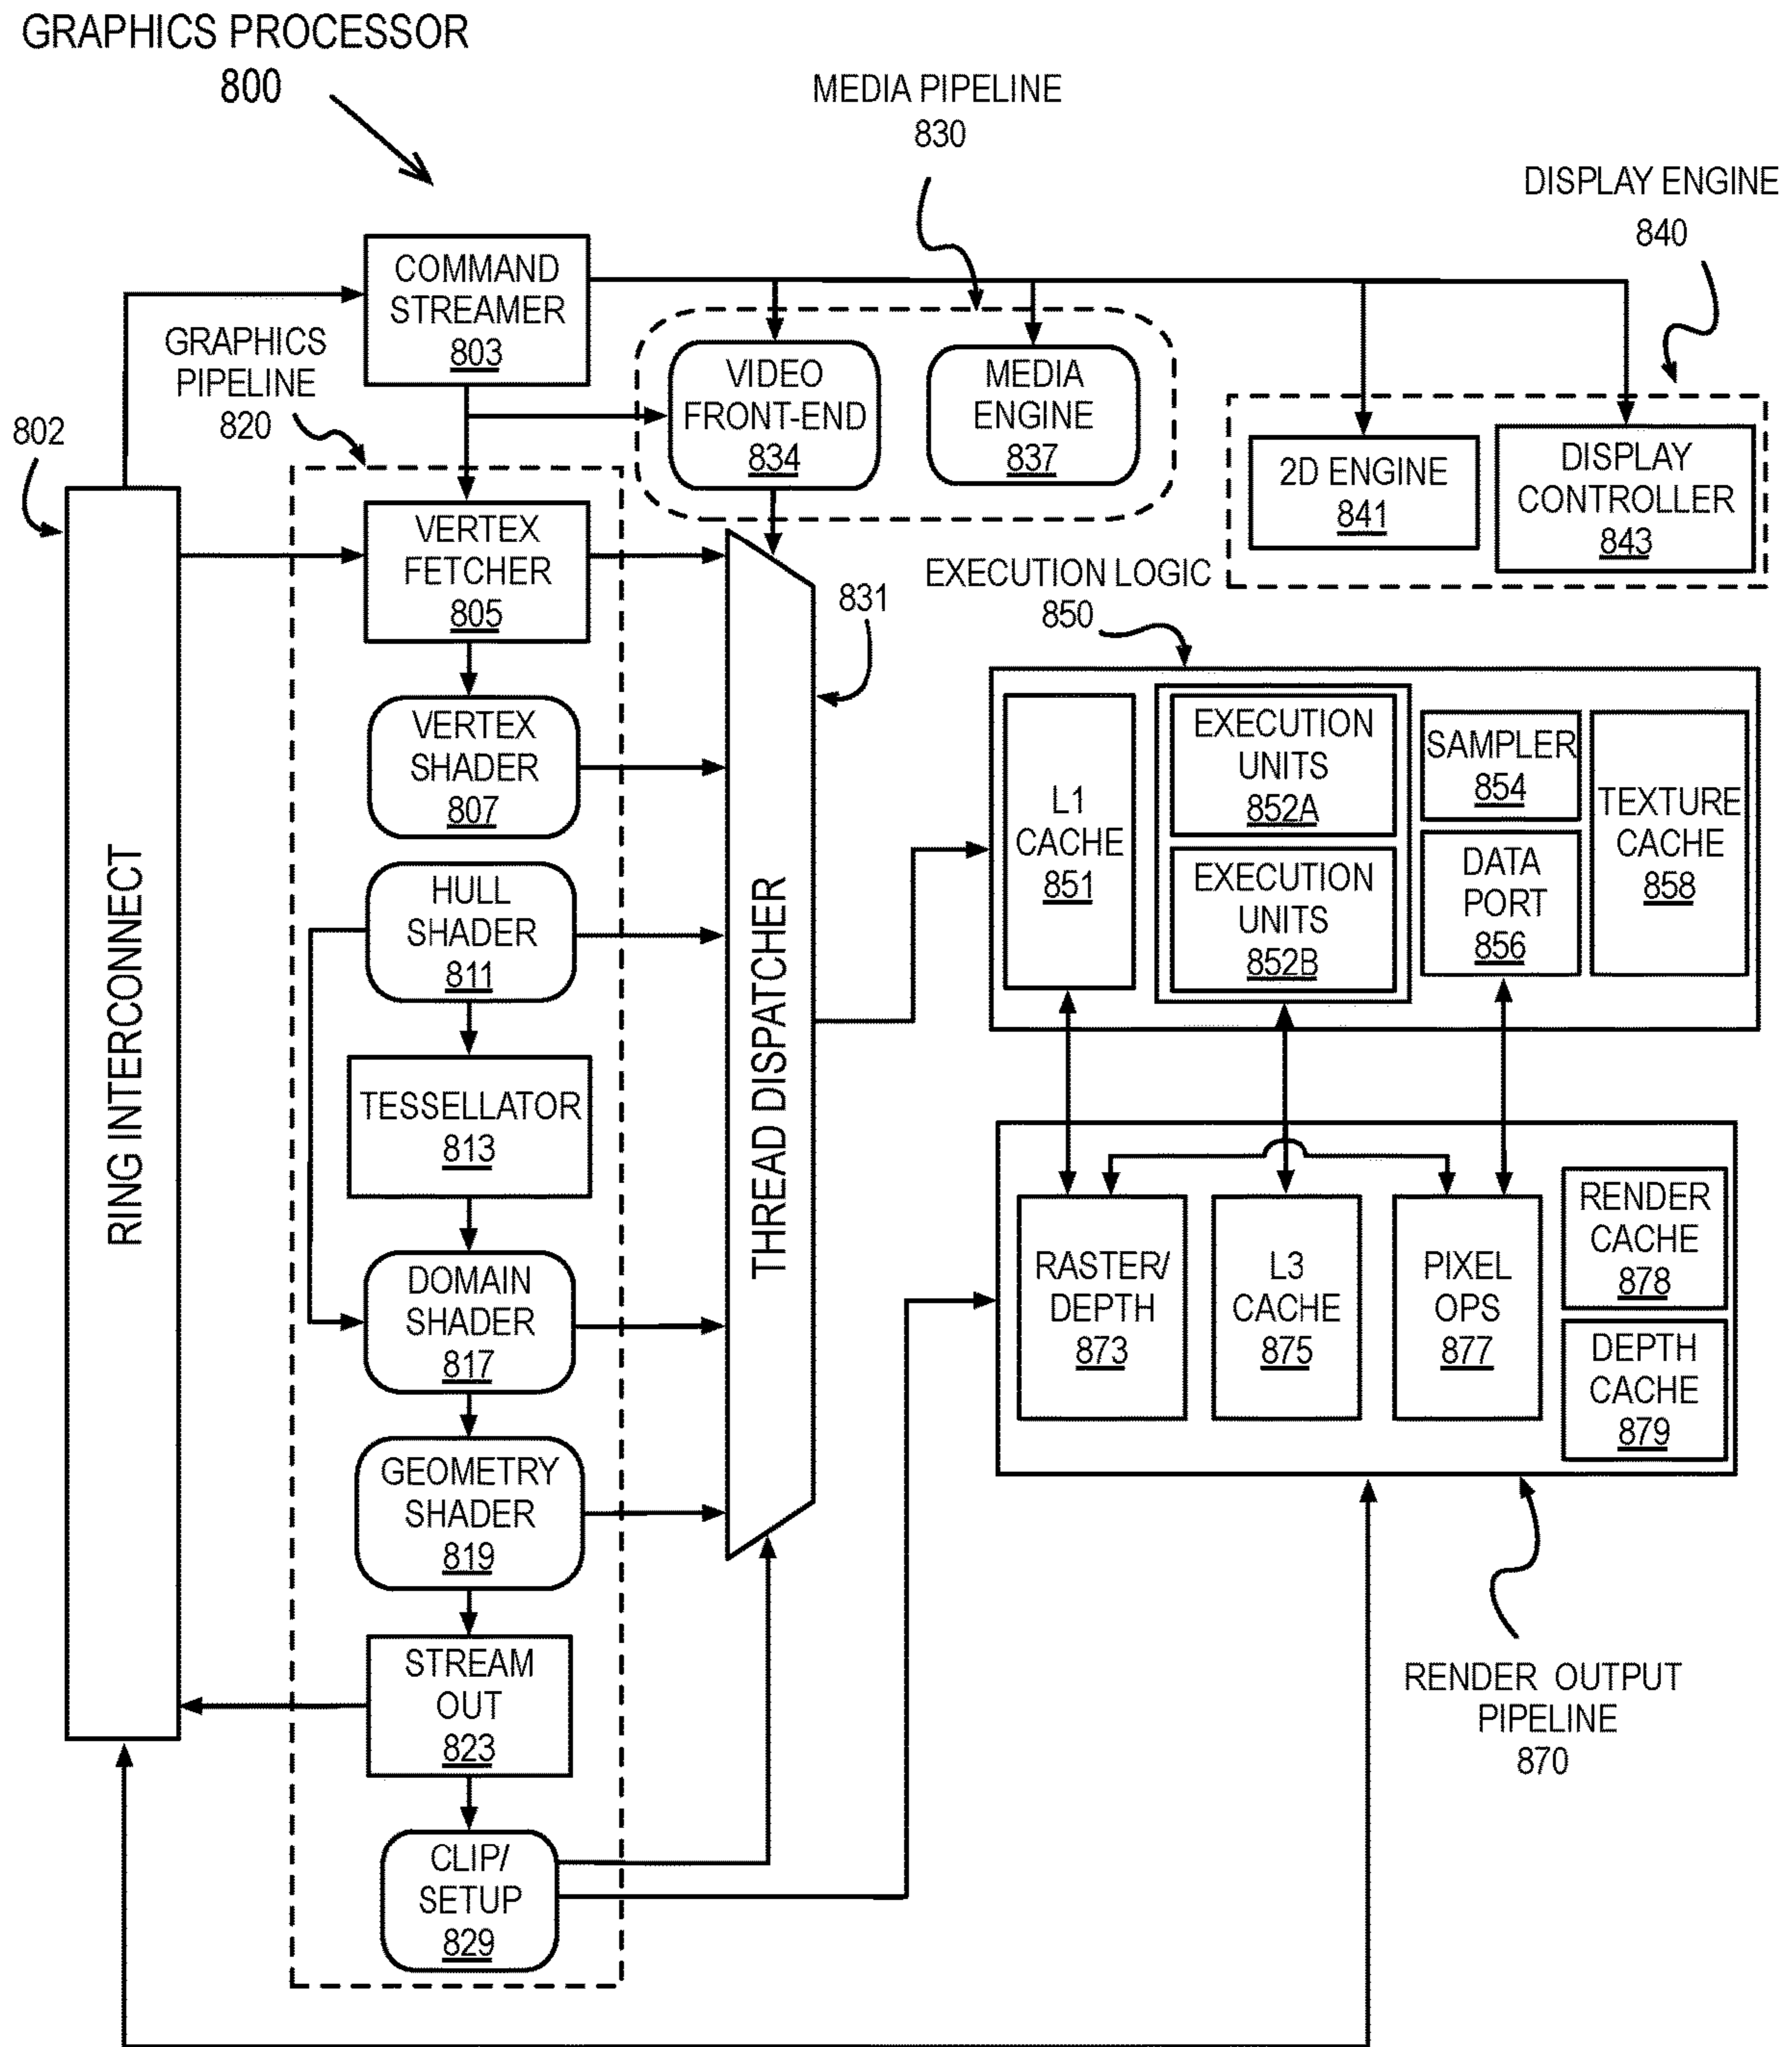 GRAPHICS PROCESSOR
800
MEDIA PIPELINE
830
DISPLAY ENGINE
840
COMMAND
STREAMER
803
GRAPHICS
PIPELINE
820
802
VIDEO
FRONT-END
834
MEDIA
ENGINE
837
2D ENGINE
841
DISPLAY
CONTROLLER
843
RING INTERCONNECT
VERTEX
FETCHER
805
VERTEX
SHADER
807
HULL
SHADER
811
TESSELLATOR
813
DOMAIN
SHADER
817
GEOMETRY
SHADER
819
STREAM
OUT
823
CLIP/
SETUP
829
THREAD DISPATCHER
831
EXECUTION LOGIC
850
L1
CACHE
851
EXECUTION
UNITS
852A
EXECUTION
UNITS
852B
SAMPLER
854
DATA
PORT
856
TEXTURE
CACHE
858
RASTER/
DEPTH
873
L3
CACHE
875
PIXEL
OPS
877
RENDER
CACHE
878
DEPTH
CACHE
879
RENDER OUTPUT
PIPELINE
870